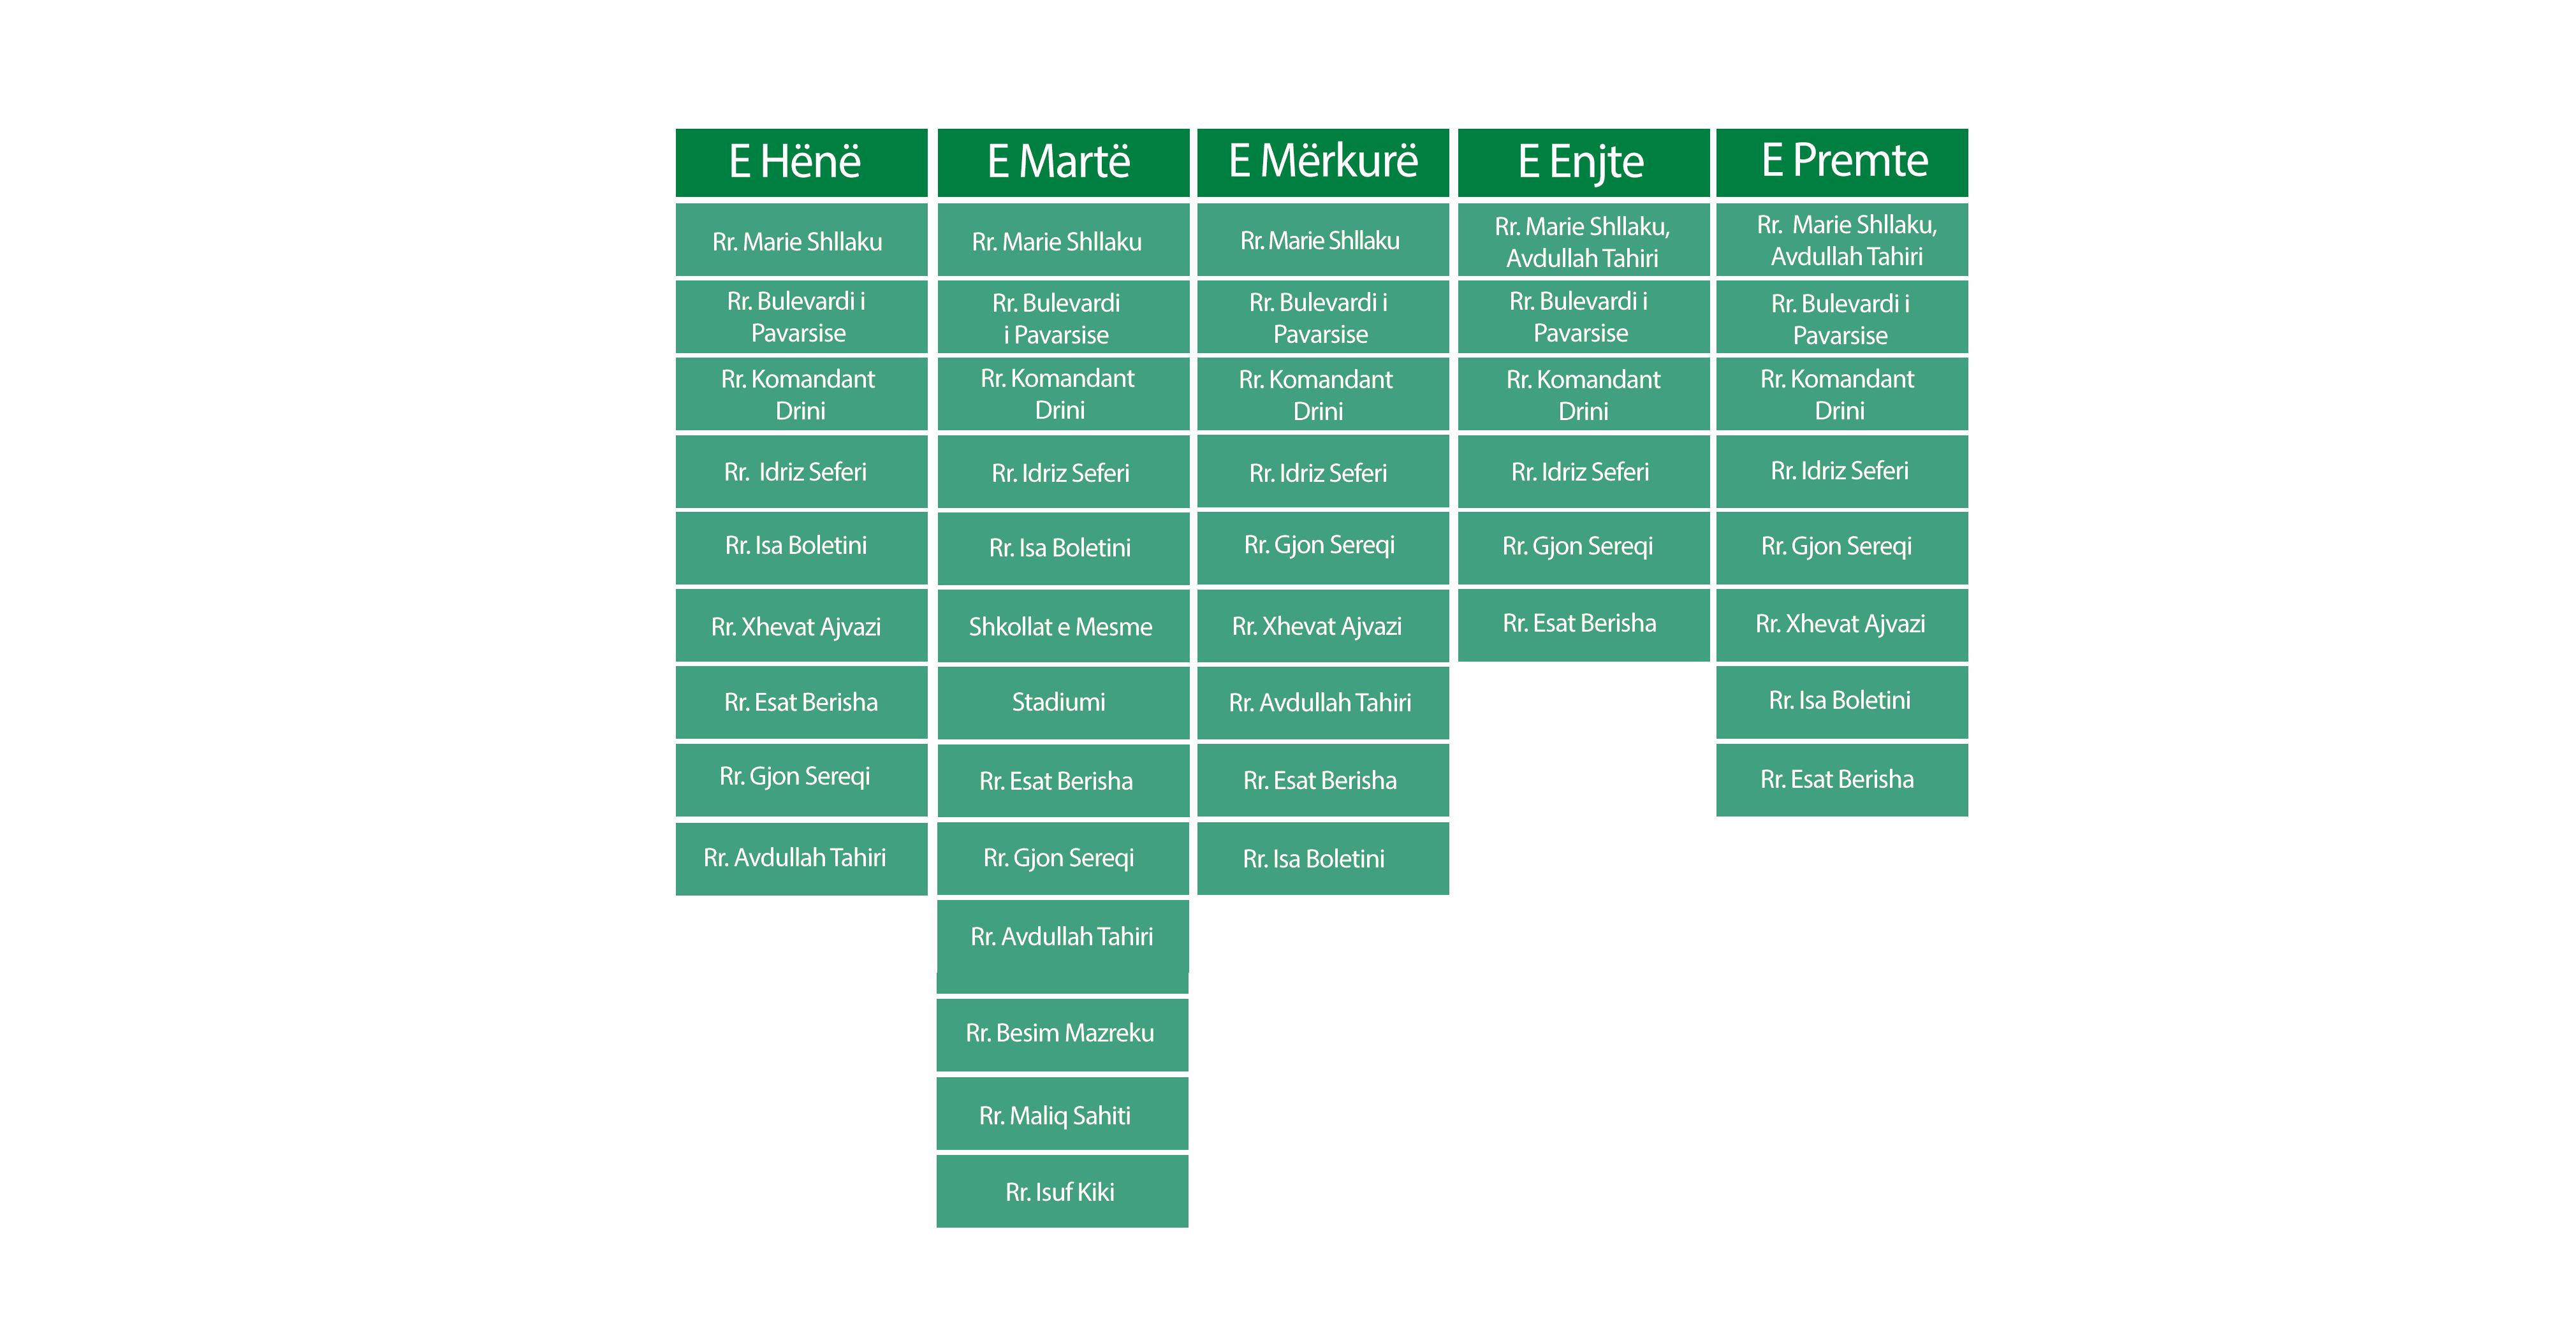 E Hënë
Rr. Marie Shllaku
Rr. Bulevardi i
Pavarsise
Rr. Komandant
Drini
Rr. Idriz Seferi
Rr. Isa Boletini
Rr. Xhevat Ajvazi
Rr. Esat Berisha
Rr. Gjon Sereqi
Rr. Avdullah Tahiri
E Martë
Rr. Marie Shllaku
Rr. Bulevardi
i Pavarsise
Rr. Komandant
Drini
Rr. Idriz Seferi
Rr. Isa Boletini
Shkollat e Mesme
Stadiumi
Rr. Esat Berisha
Rr. Gjon Sereqi
Rr. Avdullah Tahiri
Rr. Besim Mazreku
Rr. Maliq Sahiti
Rr. Isuf Kiki
E Mërkurë
Rr. Marie Shllaku
Rr. Bulevardi i
Pavarsise
Rr. Komandant
Drini
Rr. Idriz Seferi
Rr. Gjon Sereqi
Rr. Xhevat Ajvazi
Rr. Avdullah Tahiri
Rr. Esat Berisha
Rr. Isa Boletini
E Enjte
Rr. Marie Shllaku,
Avdullah Tahiri
Rr. Bulevardi i
Pavarsise
Rr. Komandant
Drini
Rr. Idriz Seferi
Rr. Gjon Sereqi
Rr. Esat Berisha
E Premte
Rr. Marie Shllaku,
Avdullah Tahiri
Rr. Bulevardi i
Pavarsise
Rr. Komandant
Drini
Rr. Idriz Seferi
Rr. Gjon Sereqi
Rr. Xhevat Ajvazi
Rr. Isa Boletini
Rr. Esat Berisha